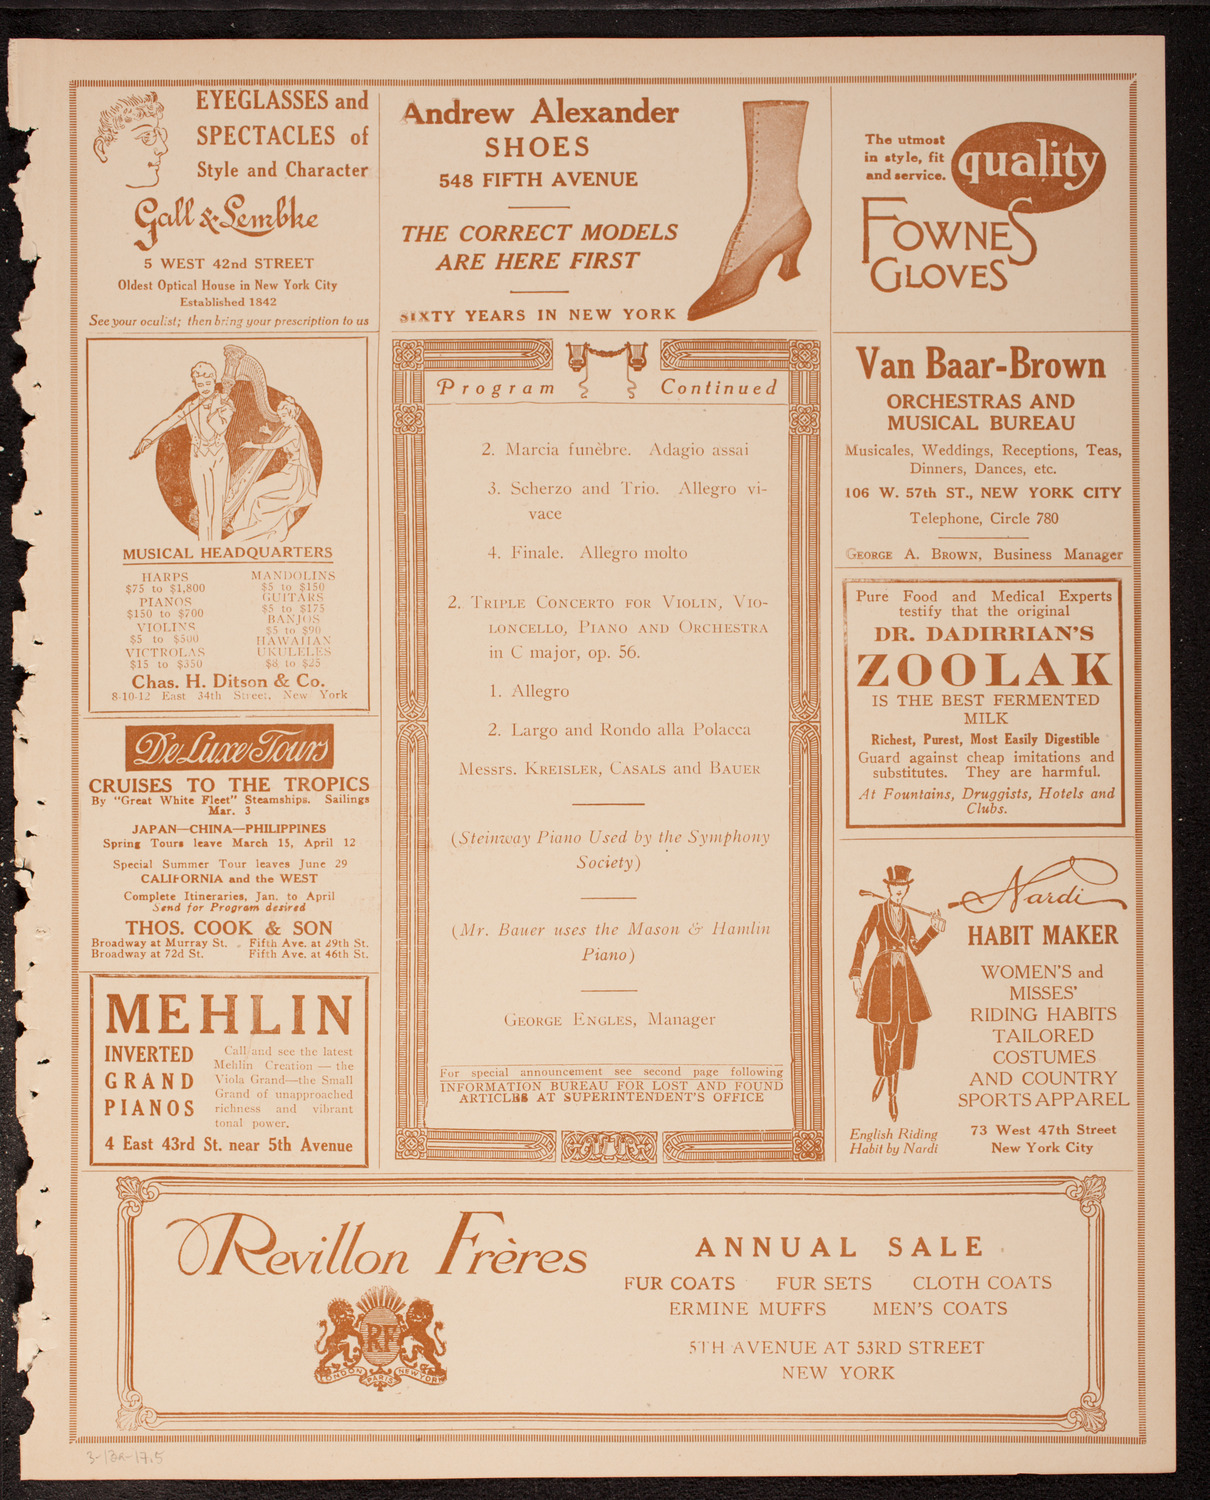 EYEGLASSES and
SPECTACLES of
Style and Character
Gall & Lembke
5 WEST 42nd STREET
Oldest Optical House in New York City
Established 1842
See your oculist; then bring your prescription to us
Andrew Alexander
SHOES
548 FIFTH AVENUE
THE CORRECT MODELS
ARE HERE FIRST
SIXTY YEARS IN NEW YORK
The utmost
in style, fit
and service.
quality
FOWNES
GLOVES
MUSICAL HEADQUARTERS
HARPS
$75 to $1,800
PIANOS
$150 to $700
VIOLINS
$5 to $500
VICTROLAS
$15 to $350
MANDOLINS
$5 to $150
GUITARS
$5 to $175
BANJOS
$5 to $90
HAWAIIAN
UKULELES
$8 to $25
Chas. H. Ditson & Co.
8-10-12 East 34th Street, New York
De Luxe Tours
CRUISES TO THE TROPICS
By "Great White Fleet" Steamships. Sailings
Mar. 3
JAPAN—CHINA—PHILIPPINES
Spring Tours leave March 15, April 12
Special Summer Tour leaves June 29
CALIFORNIA and the WEST
Complete Itineraries, Jan. to April
Send for Program desired
THOS. COOK & SON
Broadway at Murray St. . Fifth Ave. at 29th St.
Broadway at 72d St. Fifth Ave. at 46th St.
MEHLIN
INVERTED
GRAND
PIANOS
Call and see the latest
Mehlin Creation — the
Viola Grand—the Small
Grand of unapproached
richness and vibrant
tonal power.
4 East 43rd St. near 5th Avenue
Program Continued
2. Marcia funèbre. Adagio assai
3. Scherzo and Trio. Allegro vi-
vace
4. Finale. Allegro molto
2. TRIPLE CONCERTO FOR VIOLIN, VIO-
LONCELLO, PIANO AND ORCHESTRA
in C major, op. 56.
1. Allegro
2. Largo and Rondo alla Polacca
Messrs. KREISLER, CASALS and BAUER
(Steinway Piano Used by the Symphony
Society)
(Mr. Bauer uses the Mason & Hamlin
Piano)
GEORGE ENGLES, Manager
For special announcement see second page following
INFORMATION BUREAU FOR LOST AND FOUND
ARTICLES AT SUPERINTENDENT'S OFFICE
Van Baar-Brown
ORCHESTRAS AND
MUSICAL BUREAU
Musicales, Weddings, Receptions, Teas,
Dinners, Dances, etc.
106 W. 57th ST., NEW YORK CITY
Telephone, Circle 780
GEORGE A. BROWN, Business Manager
Pure Food and Medical Experts
testify that the original
DR. DADIRRIAN'S
ZOOLAK
IS THE BEST FERMENTED
MILK
Richest, Purest, Most Easily Digestible
Guard against cheap imitations and
substitutes. They are harmful.
At Fountains, Druggists, Hotels and
Clubs.
Nardi
HABIT MAKER
WOMEN'S and
MISSES'
RIDING HABITS
TAILORED
COSTUMES
AND COUNTRY
SPORTS APPAREL
English Riding
Habit by Nardi
73 West 47th Street
New York City
Revillon Frères
RF
LONDON PARIS NEW YORK
ANNUAL SALE
FUR COATS FUR SETS CLOTH COATS
ERMINE MUFFS MEN'S COATS
5TH AVENUE AT 53RD STREET
NEW YORK